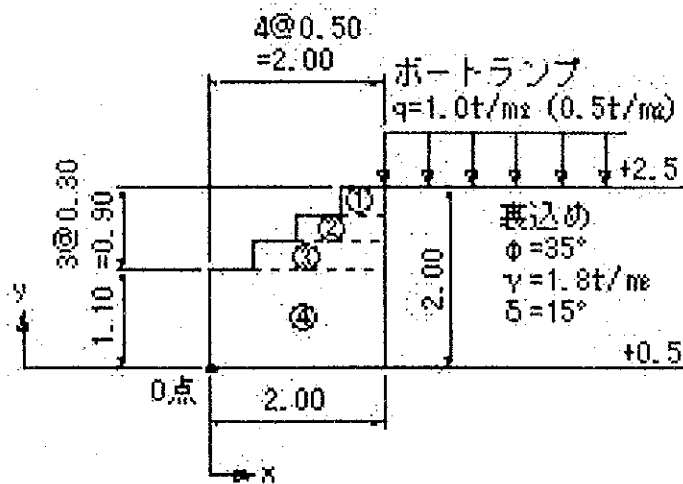 4@0.50
=2.00
ボートランプ
q=1.0t/m2 (0.5t/m2)
+2.5
3@0.30
=0.90
①
②
③
裏込め
φ=35°
γ=1.8t/m3
δ=15°
2.00
y
1.10
④
+0.5
0点
2.00
x